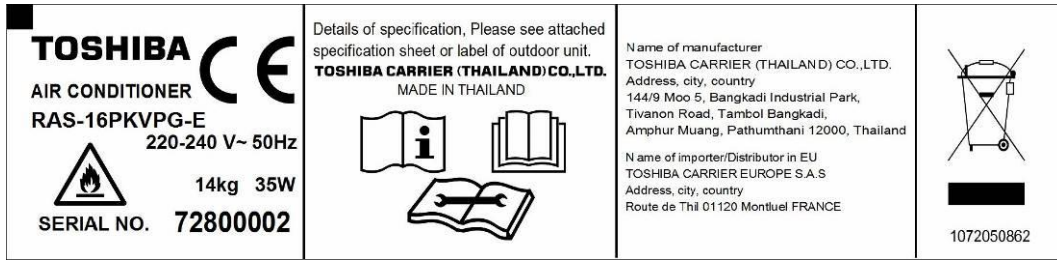 TOSHIBA CE
AIR CONDITIONER
RAS-16PKVPG-E
220-240 V~ 50Hz
14kg 35W
SERIAL NO. 72800002
Details of specification, Please see attached
specification sheet or label of outdoor unit.
TOSHIBA CARRIER (THAILAND) CO.,LTD.
MADE IN THAILAND
i
Name of manufacturer
TOSHIBA CARRIER (THAILAND) CO.,LTD.
Address, city, country
144/9 Moo 5, Bangkadi Industrial Park,
Tivanon Road, Tambol Bangkadi,
Amphur Muang, Pathumthani 12000, Thailand
Name of importer/Distributor in EU
TOSHIBA CARRIER EUROPE S.A.S
Address, city, country
Route de Thil 01120 Montluel FRANCE
1072050862